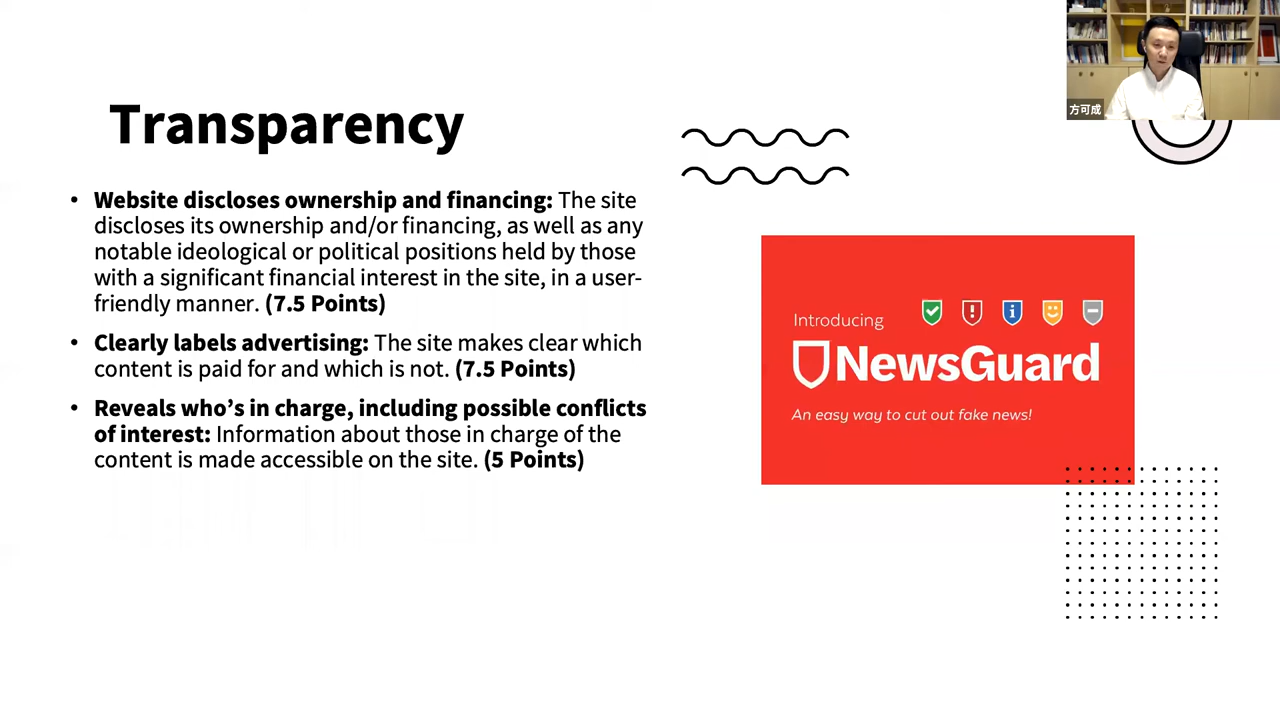 方可成
Transparency
• Website discloses ownership and financing: The site
discloses its ownership and/or financing, as well as any
notable ideological or political positions held by those
with a significant financial interest in the site, in a user-
friendly manner. (7.5 Points)
• Clearly labels advertising: The site makes clear which
content is paid for and which is not. (7.5 Points)
• Reveals who’s in charge, including possible conflicts
of interest: Information about those in charge of the
content is made accessible on the site. (5 Points)
Introducing
NewsGuard
An easy way to cut out fake news!